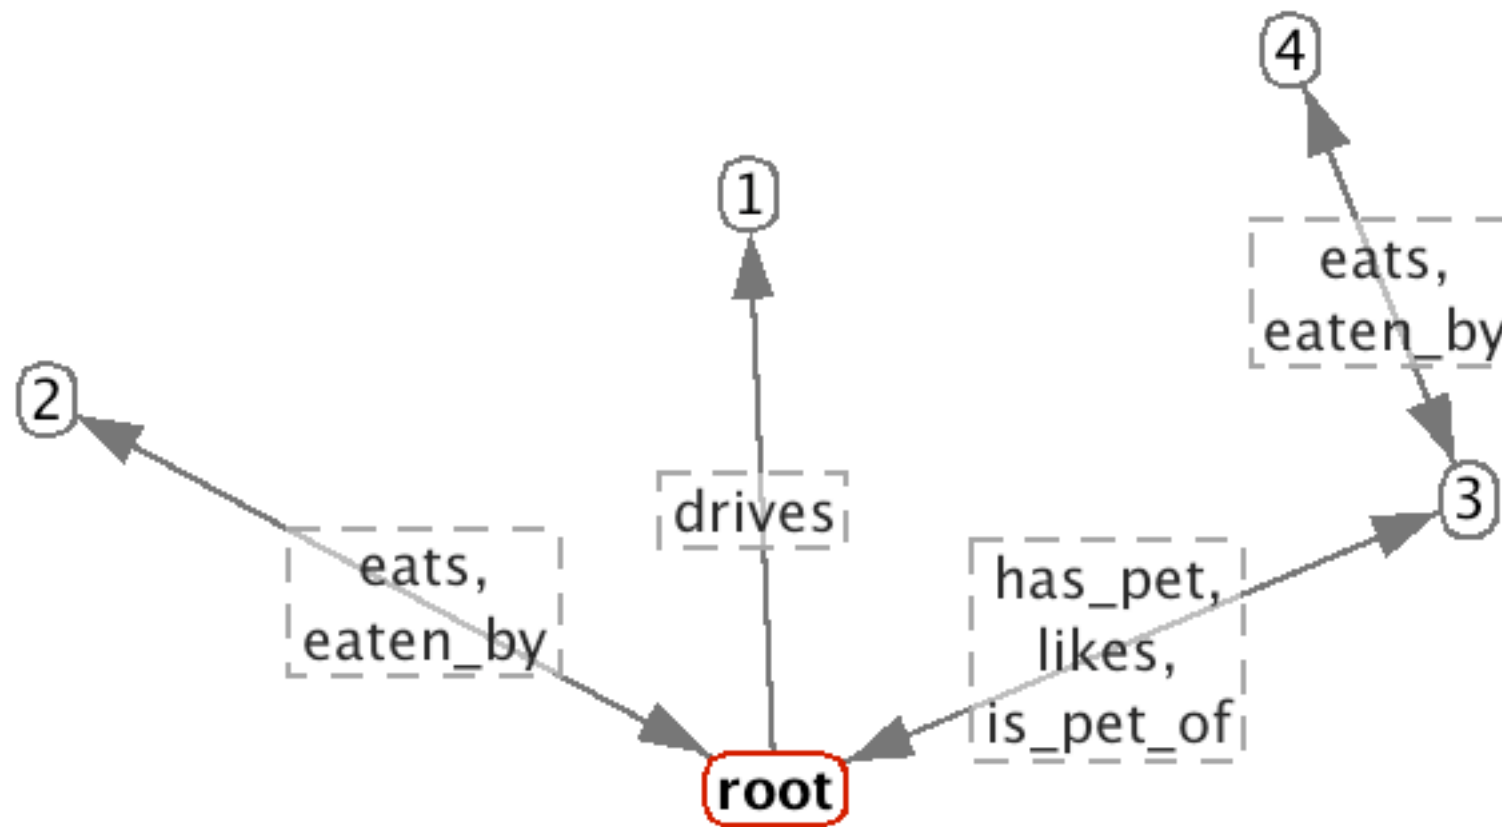 4
1
eats,
eaten_by
2
3
drives
eats,
eaten_by
has_pet,
likes,
is_pet_of
root